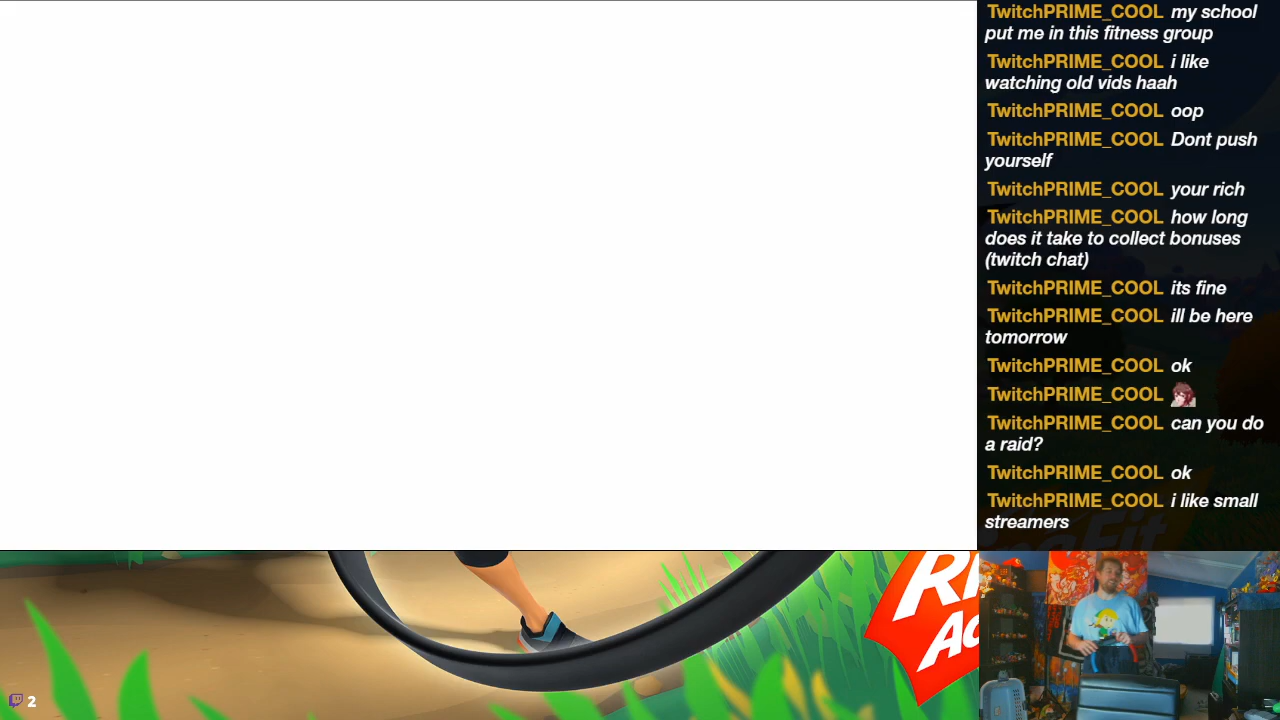 TwitchPRIME_COOL my school
put me in this fitness group
TwitchPRIME_COOL i like
watching old vids haah
TwitchPRIME_COOL oop
TwitchPRIME_COOL Dont push
yourself
TwitchPRIME_COOL your rich
TwitchPRIME_COOL how long
does it take to collect bonuses
(twitch chat)
TwitchPRIME_COOL its fine
TwitchPRIME_COOL ill be here
tomorrow
TwitchPRIME_COOL ok
TwitchPRIME_COOL
TwitchPRIME_COOL can you do
a raid?
TwitchPRIME_COOL ok
TwitchPRIME_COOL i like small
streamers
2